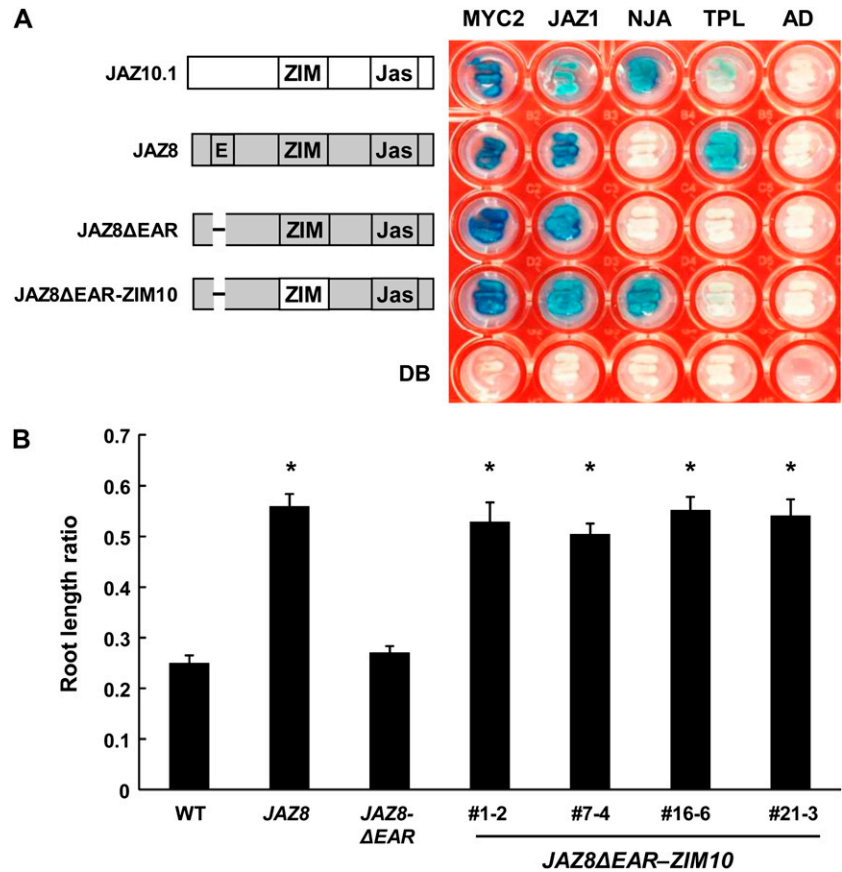 A
MYC2 JAZ1 NJA TPL AD
JAZ10.1 ZIM Jas
JAZ8 E ZIM Jas
JAZ8ΔEAR ZIM Jas
JAZ8ΔEAR-ZIM10 ZIM Jas
DB
B
Root length ratio
0.7
0.6
0.5
0.4
0.3
0.2
0.1
0
* * * * *
WT JAZ8 JAZ8-ΔEAR #1-2 #7-4 #16-6 #21-3
JAZ8ΔEAR–ZIM10